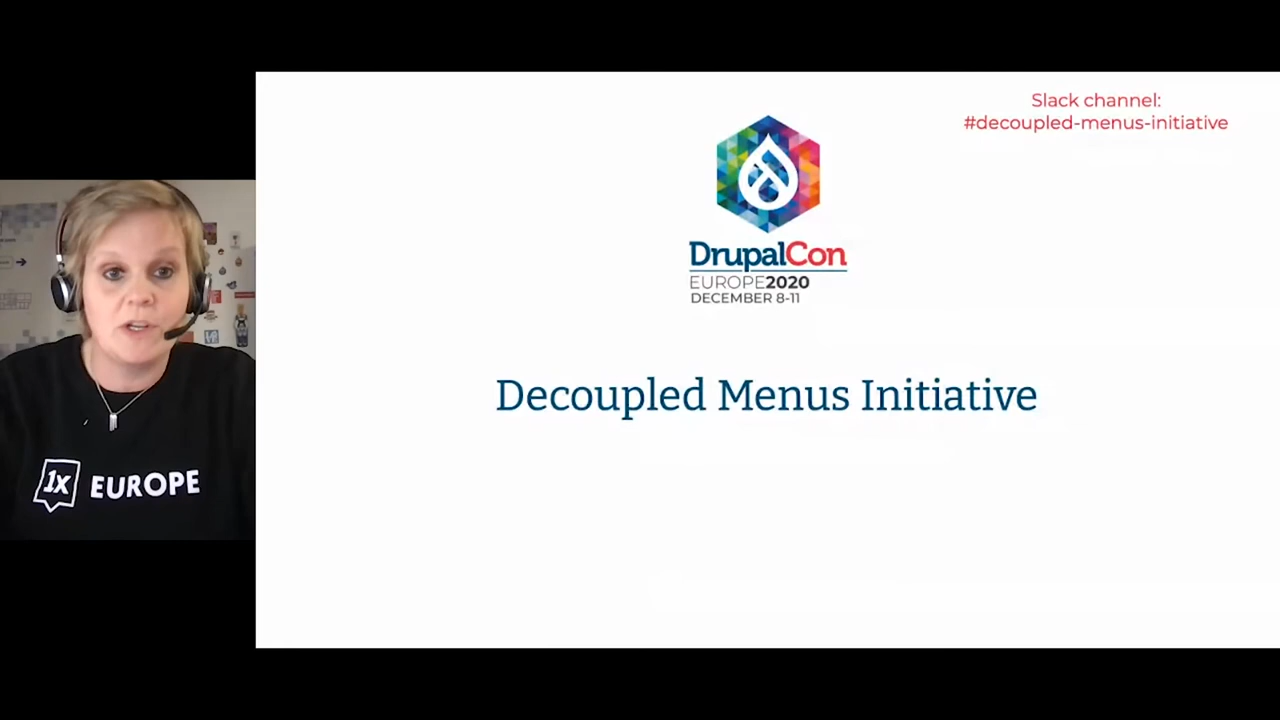 Slack channel:
#decoupled-menus-initiative
DrupalCon
EUROPE2020
DECEMBER 8-11
Decoupled Menus Initiative
1x EUROPE